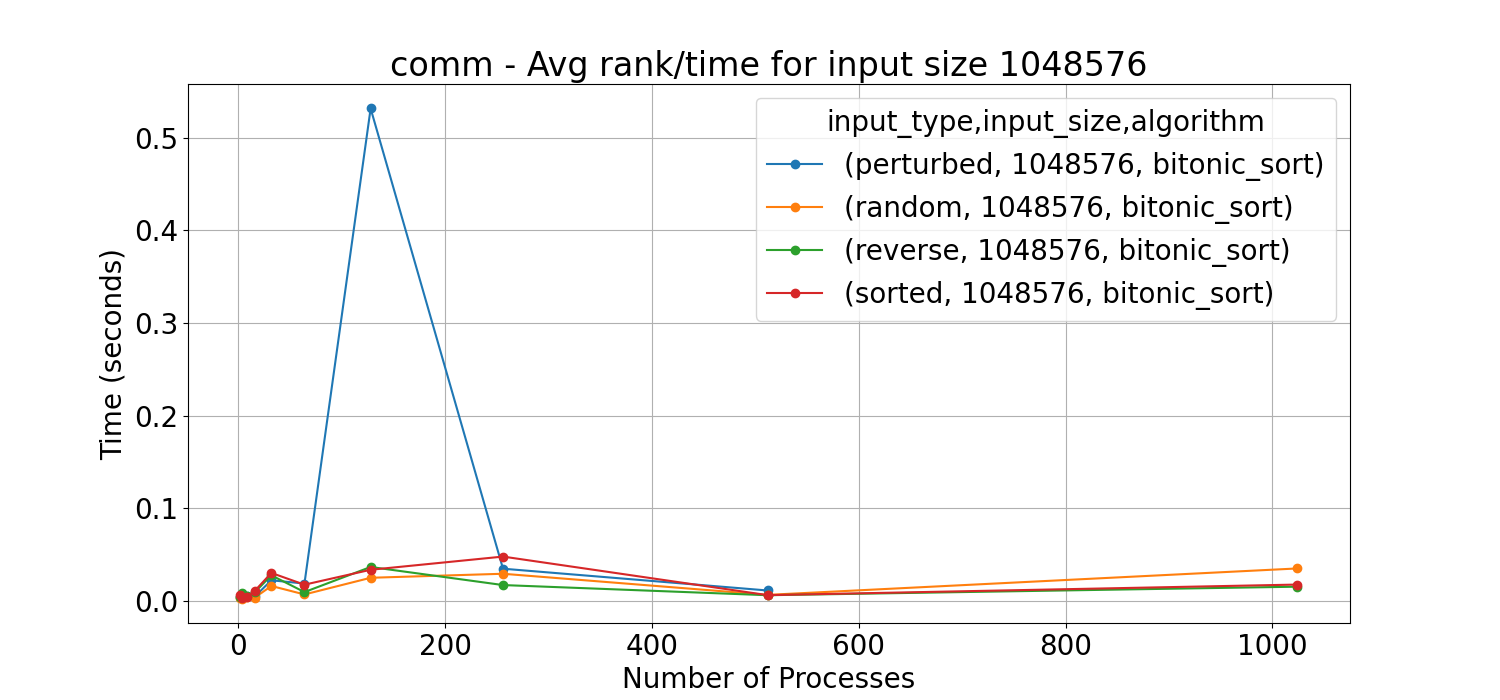 comm - Avg rank/time for input size 1048576
input_type,input_size,algorithm
(perturbed, 1048576, bitonic_sort)
(random, 1048576, bitonic_sort)
(reverse, 1048576, bitonic_sort)
(sorted, 1048576, bitonic_sort)
Time (seconds)
0.5
0.4
0.3
0.2
0.1
0.0
0 200 400 600 800 1000
Number of Processes